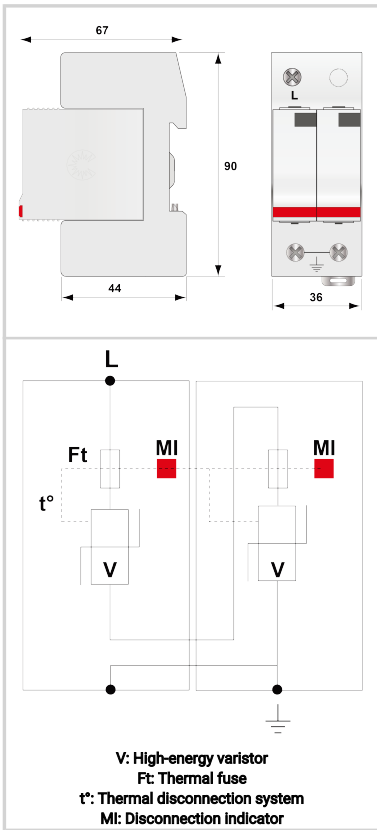 67
L
90
44
36
L
Ft MI MI
t°
V V
V: High-energy varistor
Ft: Thermal fuse
t°: Thermal disconnection system
MI: Disconnection indicator